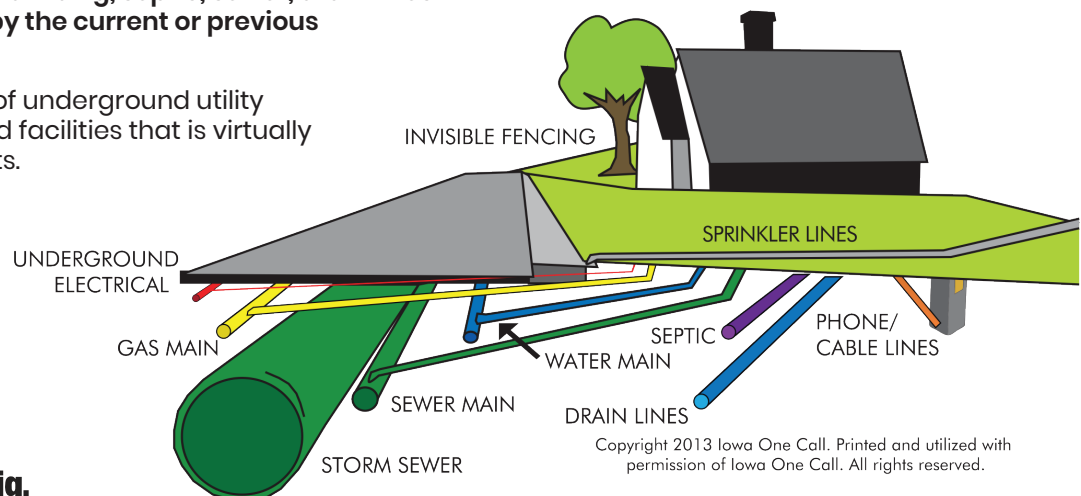 by the current or previous
of underground utility
d facilities that is virtually
ts.
INVISIBLE FENCING
SPRINKLER LINES
UNDERGROUND
ELECTRICAL
GAS MAIN
SEPTIC
PHONE/
CABLE LINES
WATER MAIN
SEWER MAIN
DRAIN LINES
STORM SEWER
Copyright 2013 Iowa One Call. Printed and utilized with
permission of Iowa One Call. All rights reserved.
ig.